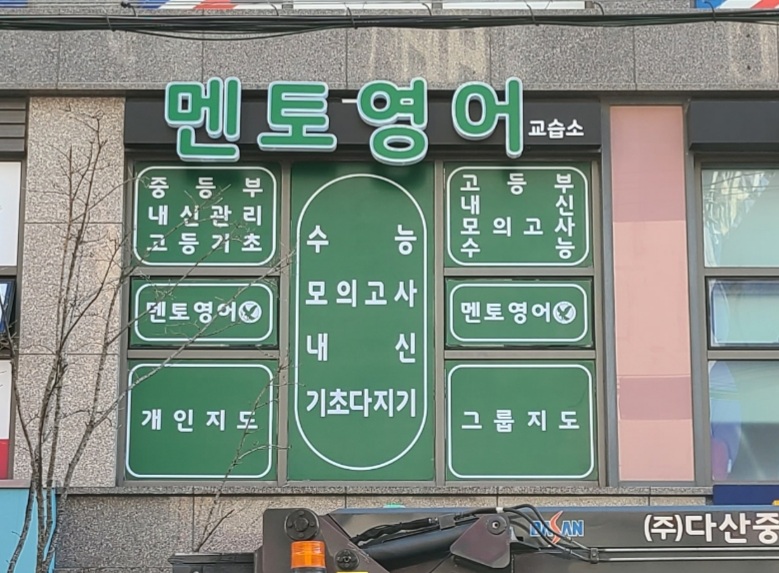 멘토영어 교습소
중등부
내신관리
고등기초
멘토영어
개인지도
수능
모의고사
내신
기초다지기
고등부
내신
모의고사
수능
멘토영어
그룹지도
DASAN (주)다산중